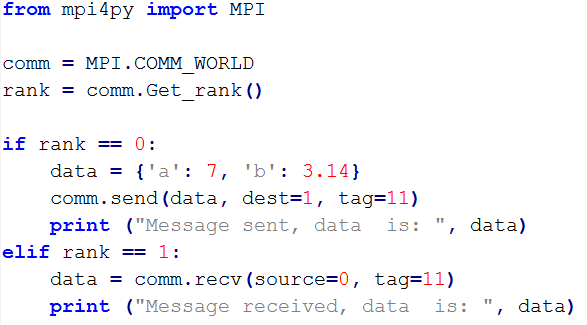 from mpi4py import MPI
comm = MPI.COMM_WORLD
rank = comm.Get_rank()
if rank == 0:
    data = {'a': 7, 'b': 3.14}
    comm.send(data, dest=1, tag=11)
    print ("Message sent, data  is: ", data)
elif rank == 1:
    data = comm.recv(source=0, tag=11)
    print ("Message received, data  is: ", data)